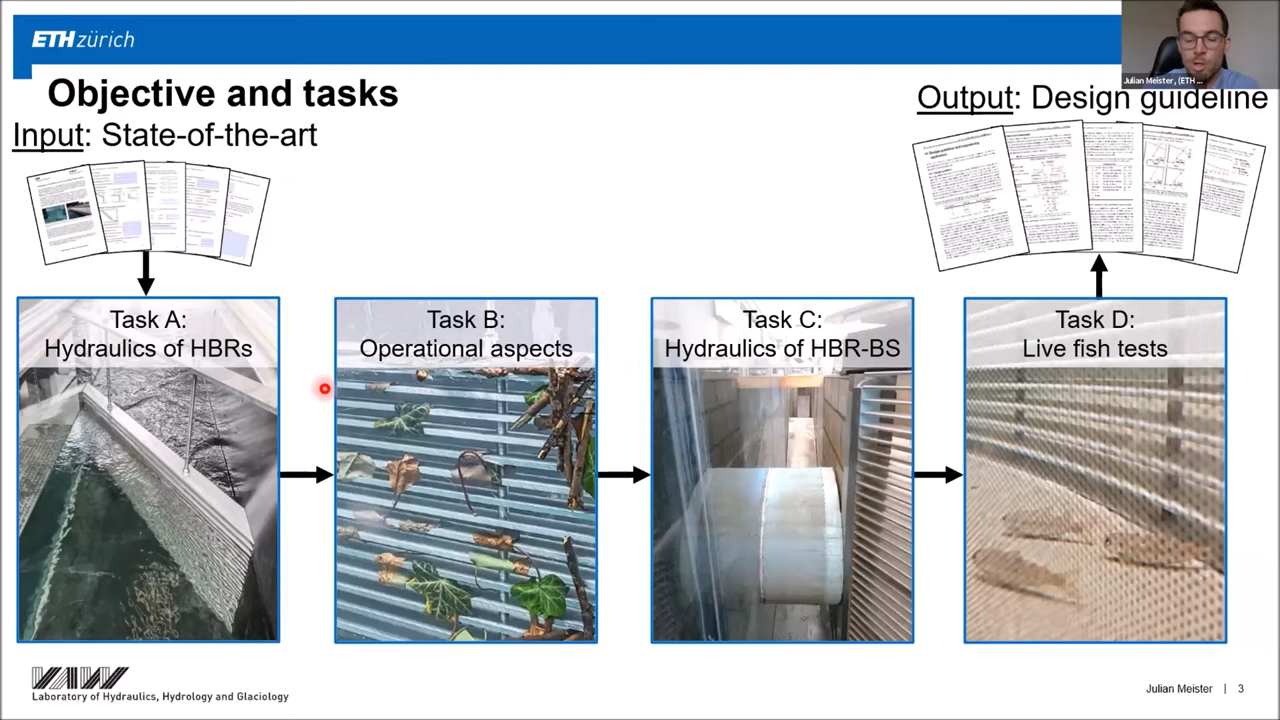 ETH zürich
Julian Meister, (ETH ...
Objective and tasks
Input: State-of-the-art
Output: Design guideline
Task A:
Hydraulics of HBRs
Task B:
Operational aspects
Task C:
Hydraulics of HBR-BS
Task D:
Live fish tests
VAW
Laboratory of Hydraulics, Hydrology and Glaciology
Julian Meister | 3